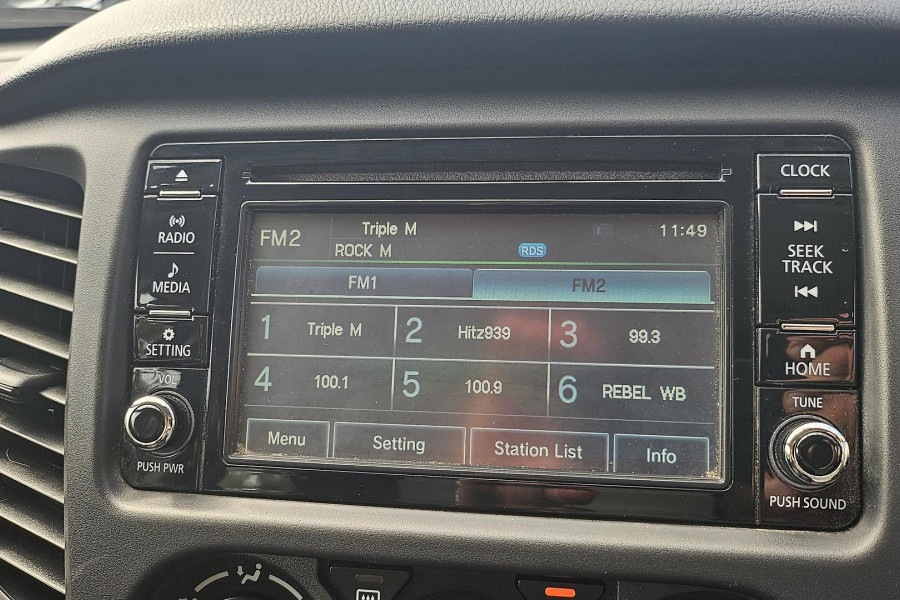 RADIO
MEDIA
SETTING
VOL
PUSH PWR
FM2 Triple M 11:49
ROCK M RDS
FM1 FM2
1 Triple M 2 Hitz939 3 99.3
4 100.1 5 100.9 6 REBEL WB
Menu Setting Station List Info
CLOCK
SEEK
TRACK
HOME
TUNE
PUSH SOUND